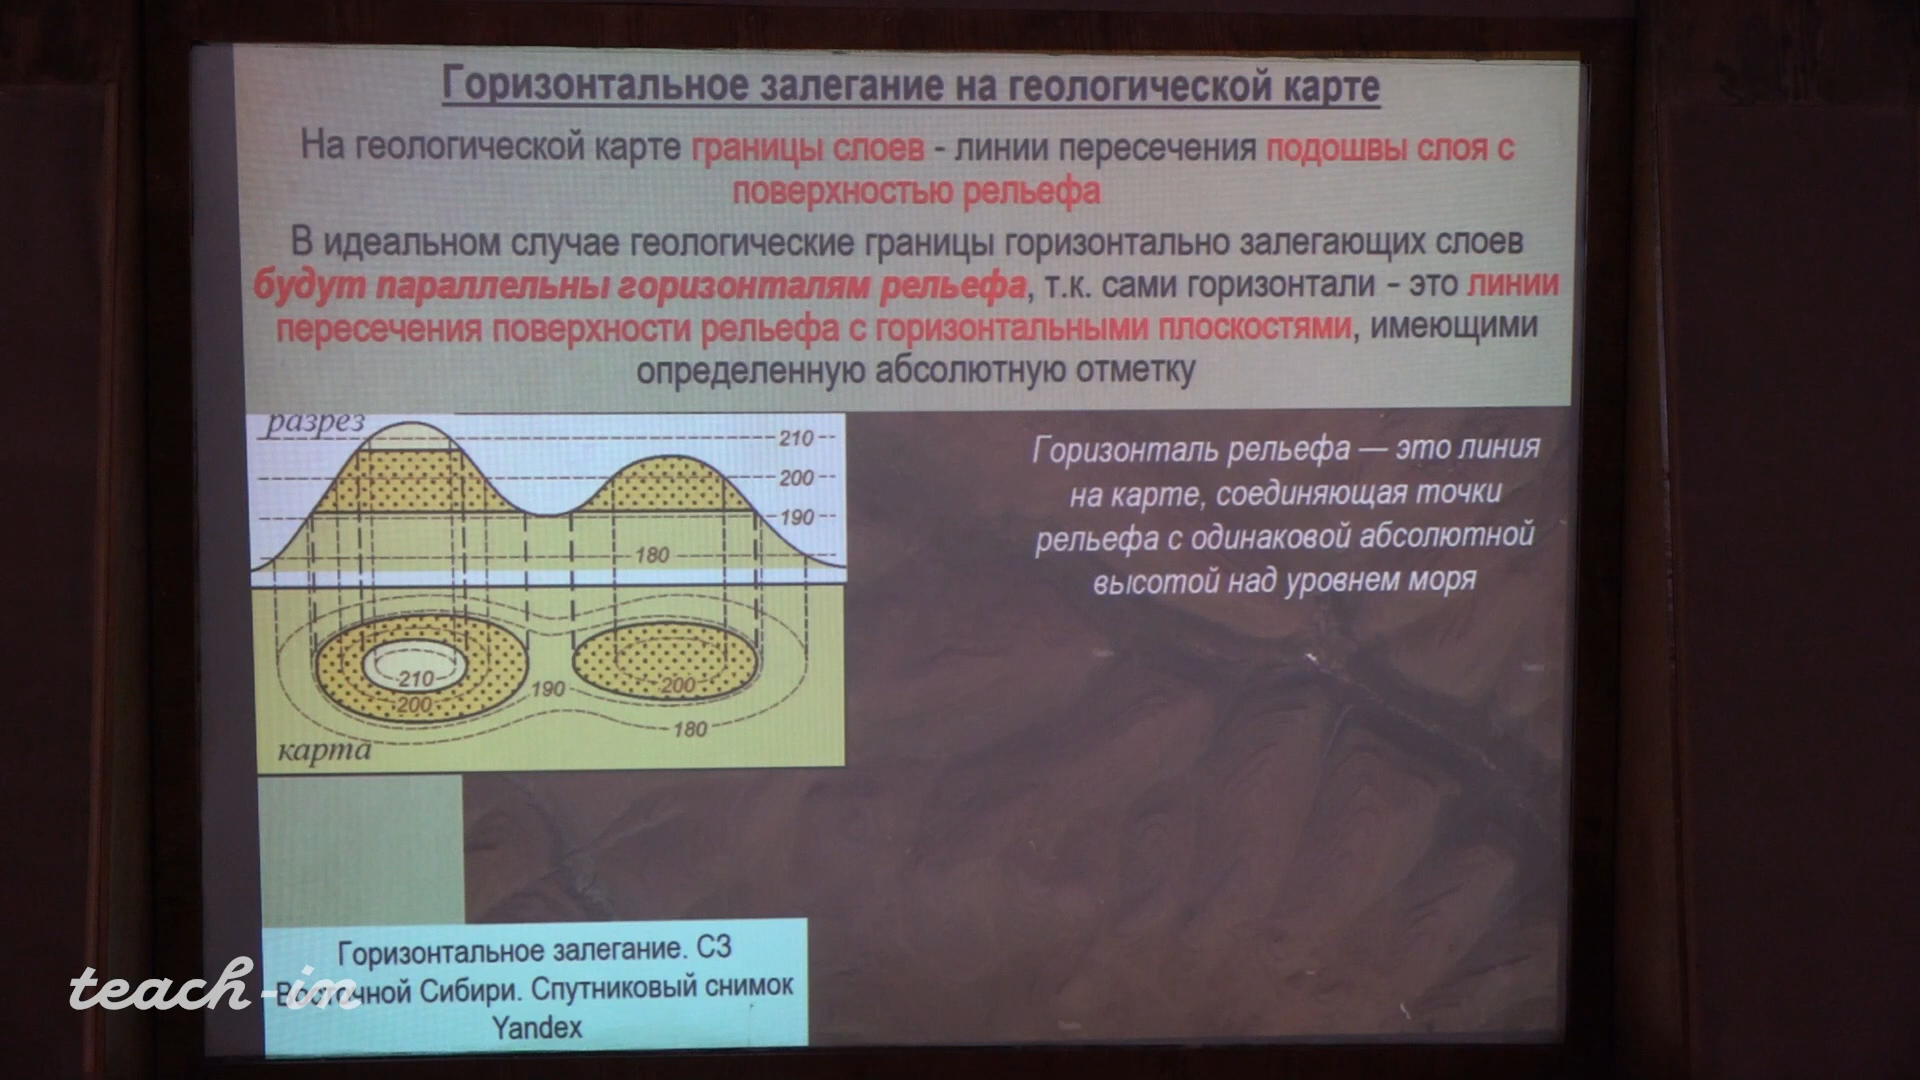 Горизонтальное залегание на геологической карте
На геологической карте границы слоев - линии пересечения подошвы слоя с
поверхностью рельефа
В идеальном случае геологические границы горизонтально залегающих слоев
будут параллельны горизонталям рельефа, т.к. сами горизонтали - это линии
пересечения поверхности рельефа с горизонтальными плоскостями, имеющими
определенную абсолютную отметку
разрез
210
200
190
180
210
200
190
200
180
карта
Горизонталь рельефа — это линия
на карте, соединяющая точки
рельефа с одинаковой абсолютной
высотой над уровнем моря
Горизонтальное залегание. СЗ
Восточной Сибири. Спутниковый снимок
Yandex
teach-in